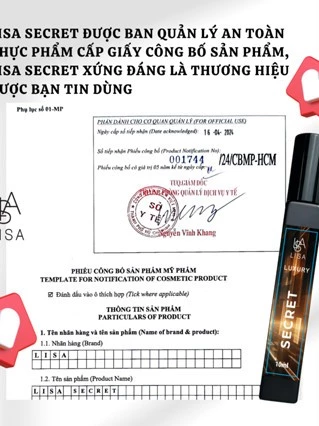 ISA SECRET ĐƯỢC BAN QUẢN LÝ AN TOÀN
HỰC PHẨM CẤP GIẤY CÔNG BỐ SẢN PHẨM,
ISA SECRET XỨNG ĐÁNG LÀ THƯƠNG HIỆU
ƯỢC BẠN TIN DÙNG
Phụ lục số 01-MP
PHẦN DÀNH CHO CƠ QUAN QUẢN LÝ (FOR OFFICIAL USE)
Ngày cấp số tiếp nhận (Date acknowledged): 16-04-2024
Số tiếp nhận Phiếu công bố (Product Notification No):
001744 /24/CBMP-HCM
Phiếu công bố có giá trị 05 năm kể từ ngày cấp
TUQ.GIÁM ĐỐC
PHÒNG QUẢN LÝ DỊCH VỤ Y TẾ
SỞ
Y TẾ
Nguyễn Vĩnh Khang
LISA
PHIẾU CÔNG BỐ SẢN PHẨM MỸ PHẨM
TEMPLATE FOR NOTIFICATION OF COSMETIC PRODUCT
Đánh dấu vào ô thích hợp (Tick where applicable)
THÔNG TIN SẢN PHẨM
PARTICULARS OF PRODUCT
1. Tên nhãn hàng và tên sản phẩm (Name of brand & product):
1.1. Nhãn hàng (Brand)
LISA
1.2. Tên sản phẩm (Product Name)
LISA SECRET
LISA
LUXURY
SECRET
10ml